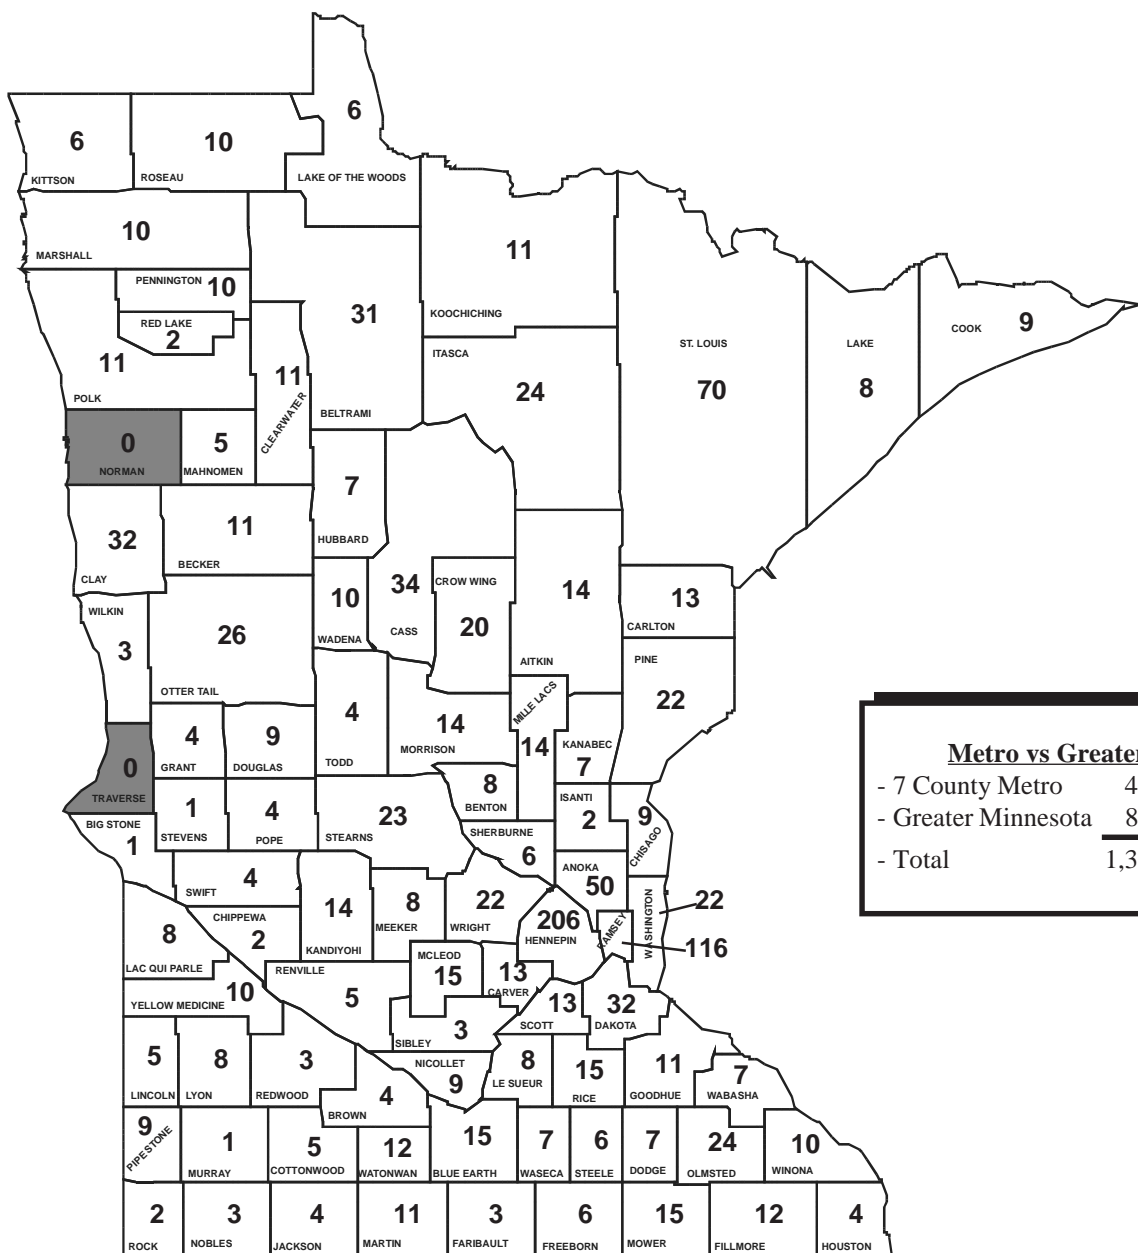 6
KITTSON
10
ROSEAU
6
LAKE OF THE WOODS
10
MARSHALL
11
KOOCHICHING
PENNINGTON 10
RED LAKE
2
31
BELTRAMI
11
POLK
11
CLEARWATER
ITASCA
24
ST. LOUIS
70
LAKE
8
COOK 9
0
NORMAN
5
MAHNOMEN
7
HUBBARD
32
CLAY
11
BECKER
34
CASS
CROW WING
20
10
WADENA
14
AITKIN
13
CARLTON
WILKIN
3
26
OTTER TAIL
PINE
22
4
TODD
14
MORRISON
MILLE LACS
14
KANABEC
7
4
GRANT
9
DOUGLAS
0
TRAVERSE
8
BENTON
ISANTI
2
9
CHISAGO
1
STEVENS
4
POPE
23
STEARNS
BIG STONE
1
SHERBURNE
6
ANOKA
50
4
SWIFT
14
KANDIYOHI
8
MEEKER
22
WRIGHT
206
HENNEPIN
RAMSEY
116
WASHINGTON
22
CHIPPEWA
2
8
LAC QUI PARLE
RENVILLE
5
MCLEOD
15
13
CARVER
10
YELLOW MEDICINE
13
SCOTT
32
DAKOTA
3
SIBLEY
5
LINCOLN
8
LYON
3
REDWOOD
NICOLLET
9
8
LE SUEUR
15
RICE
11
GOODHUE
7
WABASHA
4
BROWN
9
PIPESTONE
1
MURRAY
5
COTTONWOOD
12
WATONWAN
15
BLUE EARTH
7
WASECA
6
STEELE
7
DODGE
24
OLMSTED
10
WINONA
2
ROCK
3
NOBLES
4
JACKSON
11
MARTIN
3
FARIBAULT
6
FREEBORN
15
MOWER
12
FILLMORE
4
HOUSTON
Metro vs Greater
- 7 County Metro 4
- Greater Minnesota 8
- Total 1,3